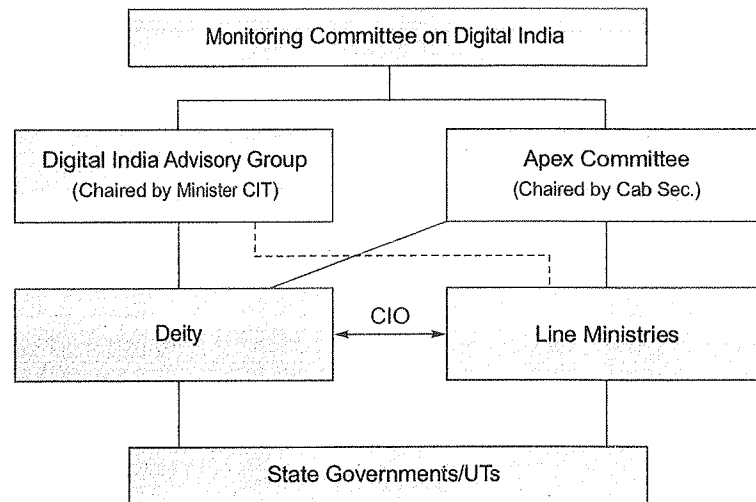 Monitoring Committee on Digital India
Digital India Advisory Group
(Chaired by Minister CIT)
Apex Committee
(Chaired by Cab Sec.)
Deity
CIO
Line Ministries
State Governments/UTs